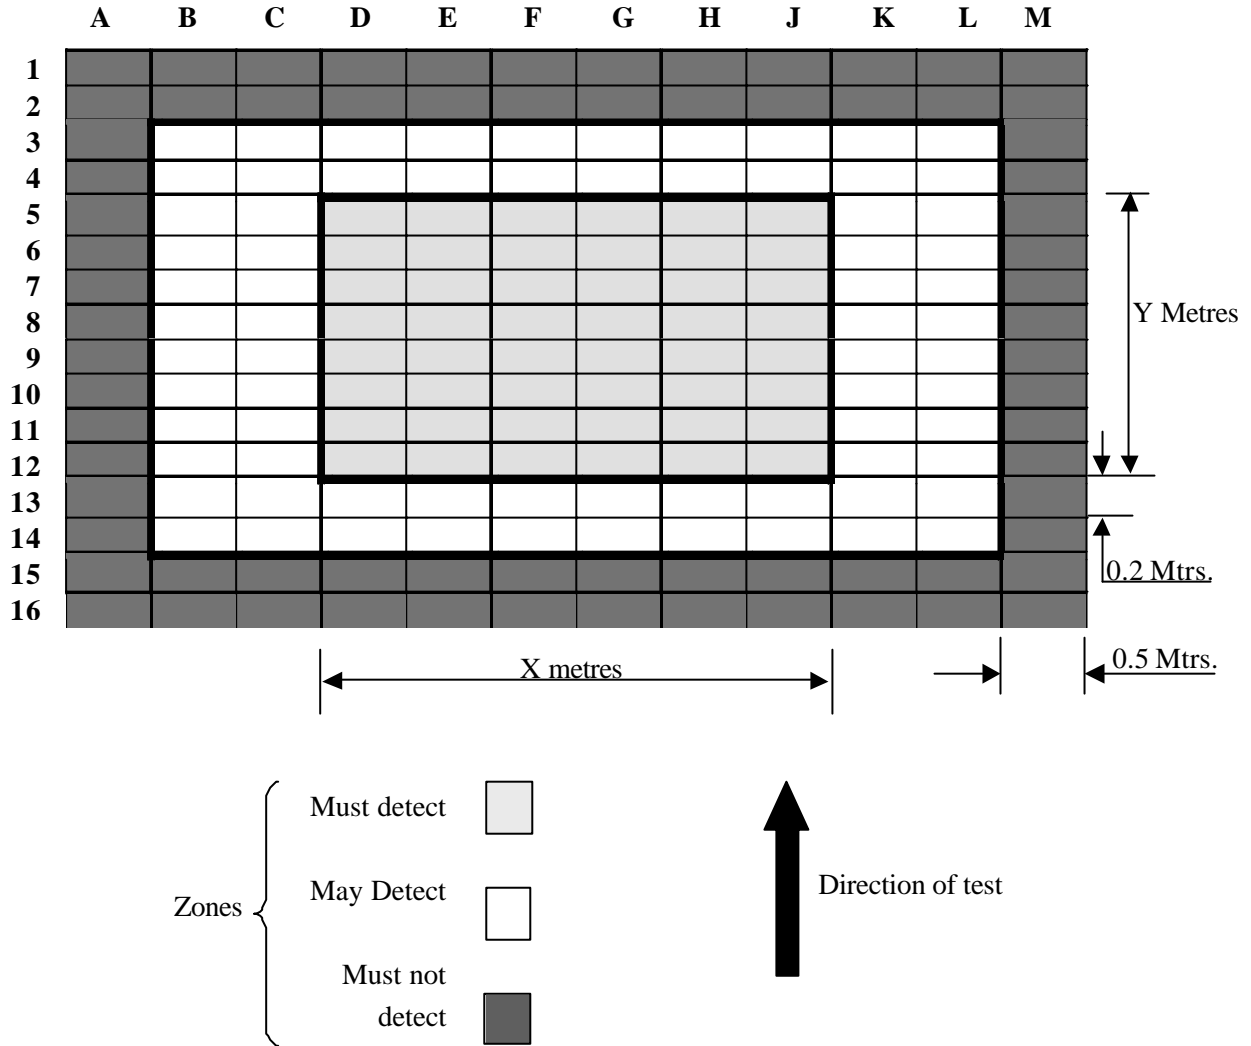 A B C D E F G H J K L M
1
2
3
4
5
6
7
8
9
10
11
12
13
14
15
16
Y Metres
0.2 Mtrs.
X metres
0.5 Mtrs.
Zones
Must detect
May Detect
Must not
detect
Direction of test